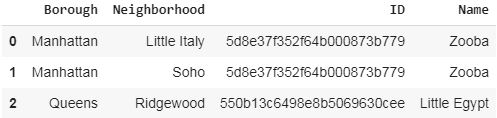 Borough Neighborhood ID Name
0 Manhattan Little Italy 5d8e37f352f64b000873b779 Zooba
1 Manhattan Soho 5d8e37f352f64b000873b779 Zooba
2 Queens Ridgewood 550b13c6498e8b5069630cee Little Egypt